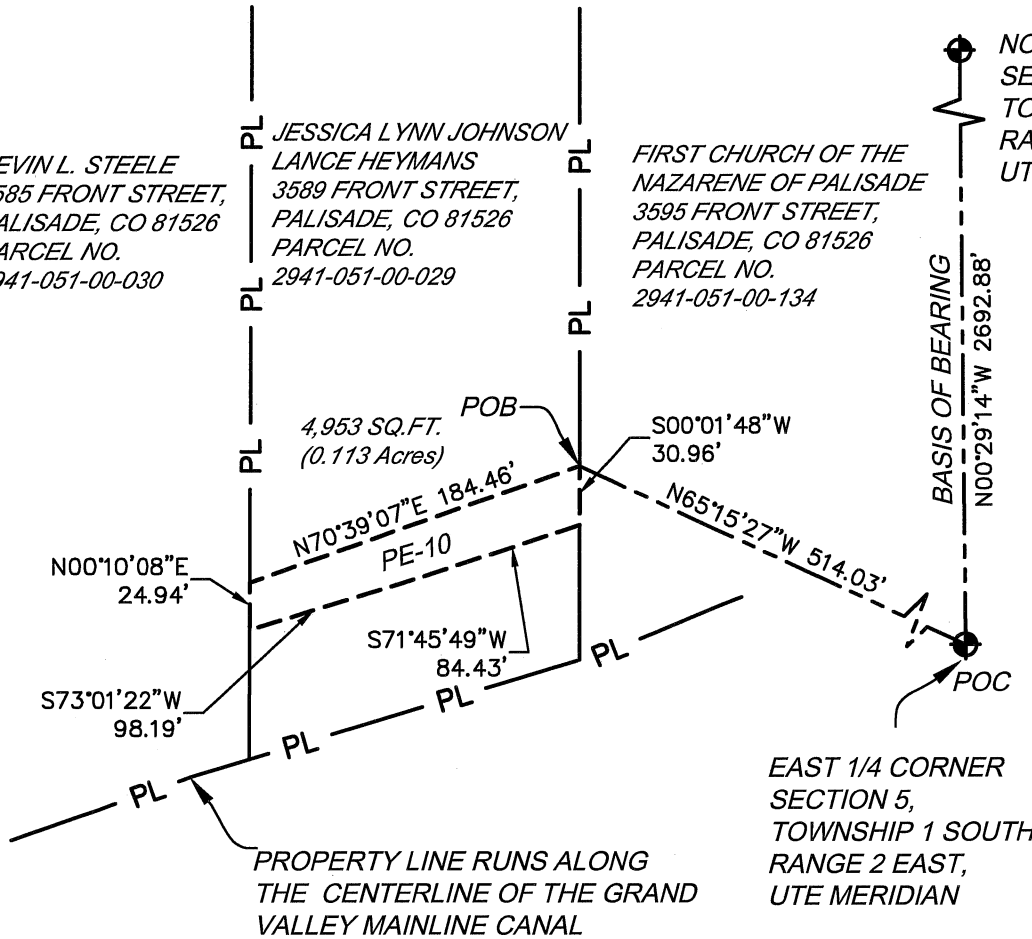 NO
SE
TO
RA
UT
EVIN L. STEELE
585 FRONT STREET,
PALISADE, CO 81526
PARCEL NO.
941-051-00-030
JESSICA LYNN JOHNSON
LANCE HEYMANS
3589 FRONT STREET,
PALISADE, CO 81526
PARCEL NO.
2941-051-00-029
FIRST CHURCH OF THE
NAZARENE OF PALISADE
3595 FRONT STREET,
PALISADE, CO 81526
PARCEL NO.
2941-051-00-134
PL
PL
PL
PL
PL
BASIS OF BEARING
N00°29'14"W 2692.88'
4,953 SQ.FT.
(0.113 Acres)
POB
S00°01'48"W
30.96'
N70°39'07"E 184.46'
PE-10
N65°15'27"W 514.03'
N00°10'08"E
24.94'
S71°45'49"W
84.43'
S73°01'22"W
98.19'
PL
PL
PL
PL
POC
EAST 1/4 CORNER
SECTION 5,
TOWNSHIP 1 SOUTH
RANGE 2 EAST,
UTE MERIDIAN
PROPERTY LINE RUNS ALONG
THE CENTERLINE OF THE GRAND
VALLEY MAINLINE CANAL